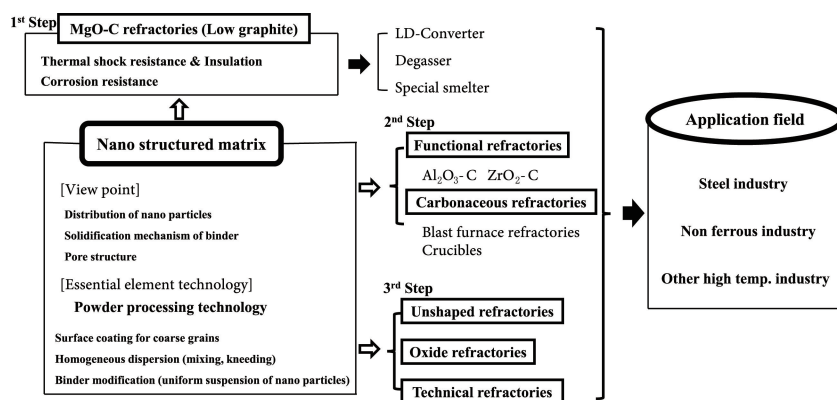 1st Step
MgO-C refractories (Low graphite)
Thermal shock resistance & Insulation
Corrosion resistance
LD-Converter
Degasser
Special smelter
Nano structured matrix
[View point]
Distribution of nano particles
Solidification mechanism of binder
Pore structure
[Essential element technology]
Powder processing technology
Surface coating for coarse grains
Homogeneous dispersion (mixing, kneeding)
Binder modification (uniform suspension of nano particles)
2nd Step
Functional refractories
Al2O3- C ZrO2- C
Carbonaceous refractories
Blast furnace refractories
Crucibles
3rd Step
Unshaped refractories
Oxide refractories
Technical refractories
Application field
Steel industry
Non ferrous industry
Other high temp. industry